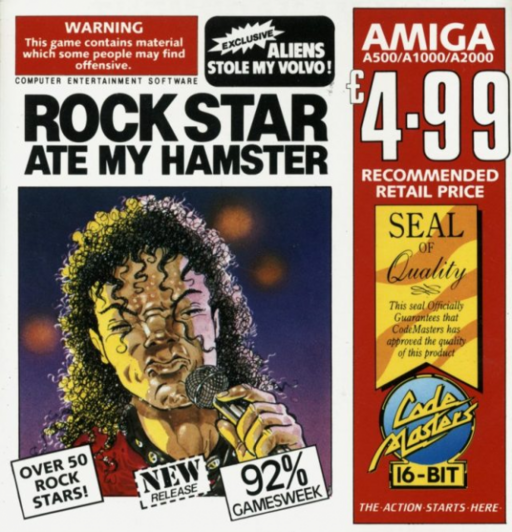 WARNING
This game contains material
which some people may find
offensive.
COMPUTER ENTERTAINMENT SOFTWARE
EXCLUSIVE
ALIENS
STOLE MY VOLVO!
ROCK STAR
ATE MY HAMSTER
OVER 50
ROCK
STARS!
NEW
RELEASE
92%
GAMESWEEK
AMIGA
A500/A1000/A2000
£4·99
RECOMMENDED
RETAIL PRICE
SEAL
OF
Quality
This seal Officially
Guarantees that
CodeMasters has
approved the quality
of this product
Code
Masters
16-BIT
THE·ACTION·STARTS·HERE·